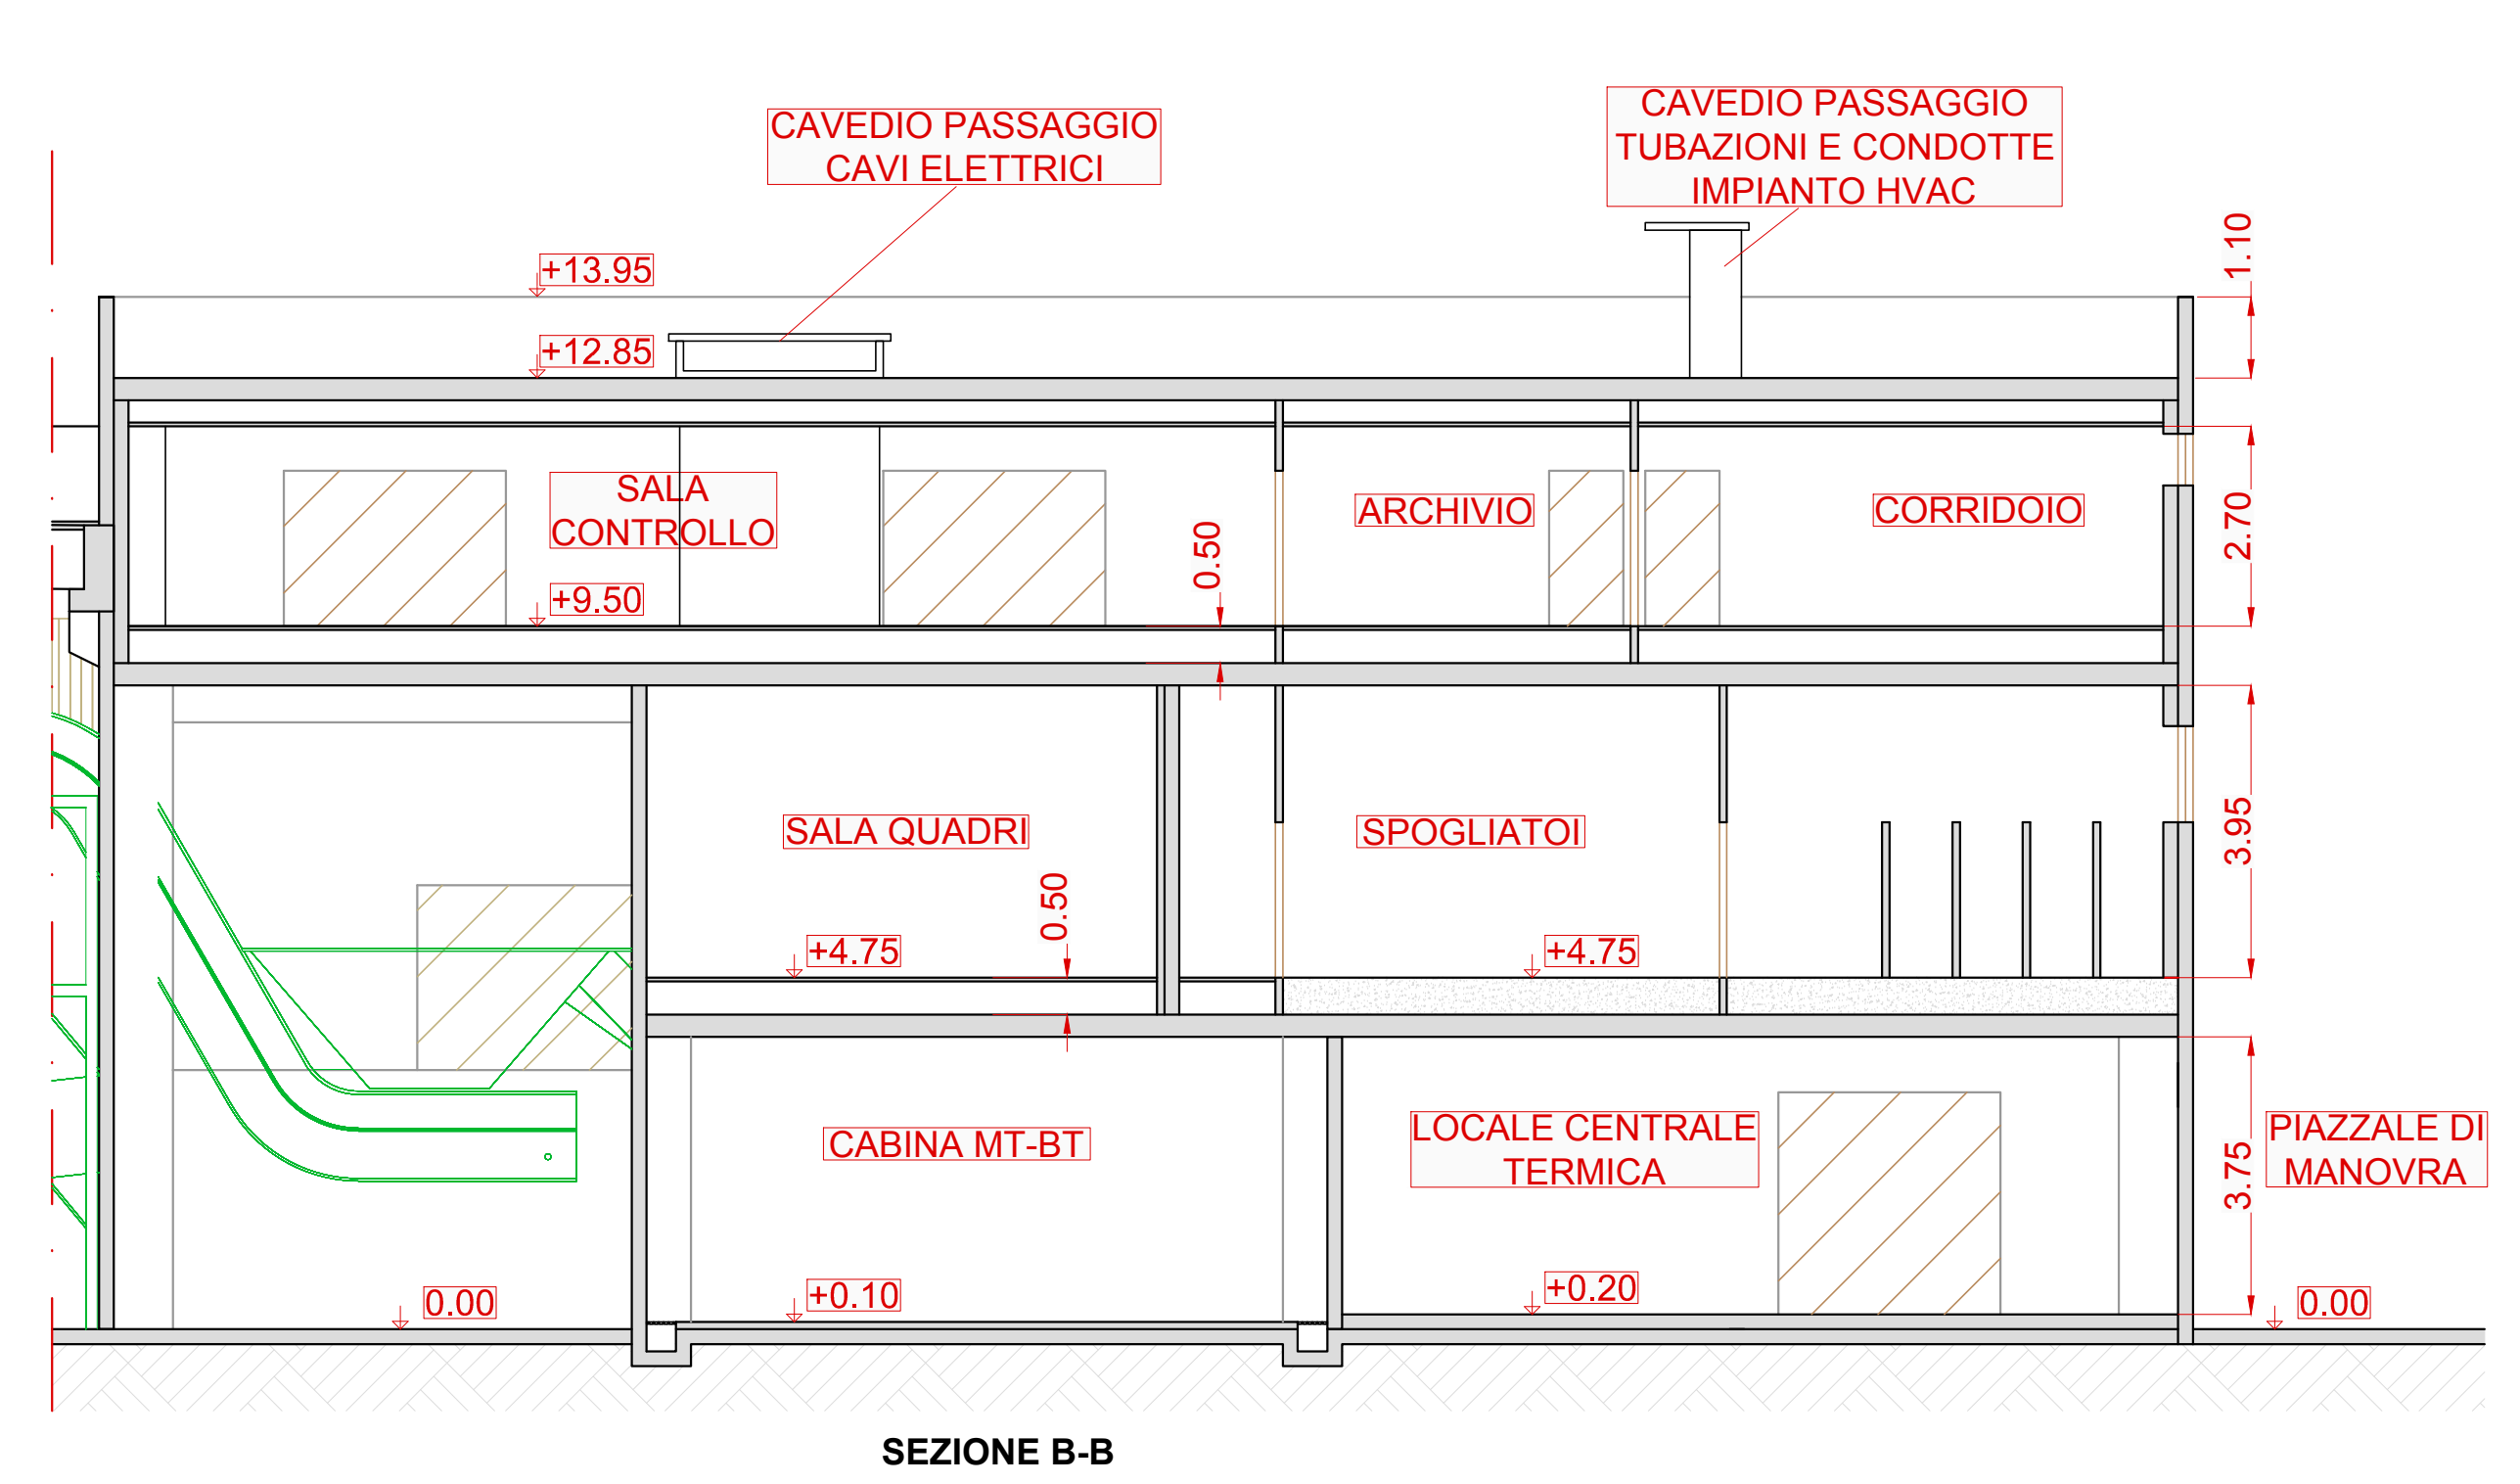 CAVEDIO PASSAGGIO
CAVI ELETTRICI
CAVEDIO PASSAGGIO
TUBAZIONI E CONDOTTE
IMPIANTO HVAC
1.10
+13.95
+12.85
SALA
CONTROLLO
ARCHIVIO
CORRIDOIO
2.70
0.50
+9.50
SALA QUADRI
SPOGLIATOI
3.95
0.50
+4.75
+4.75
CABINA MT-BT
LOCALE CENTRALE
TERMICA
3.75
PIAZZALE DI
MANOVRA
0.00
+0.10
+0.20
0.00
SEZIONE B-B